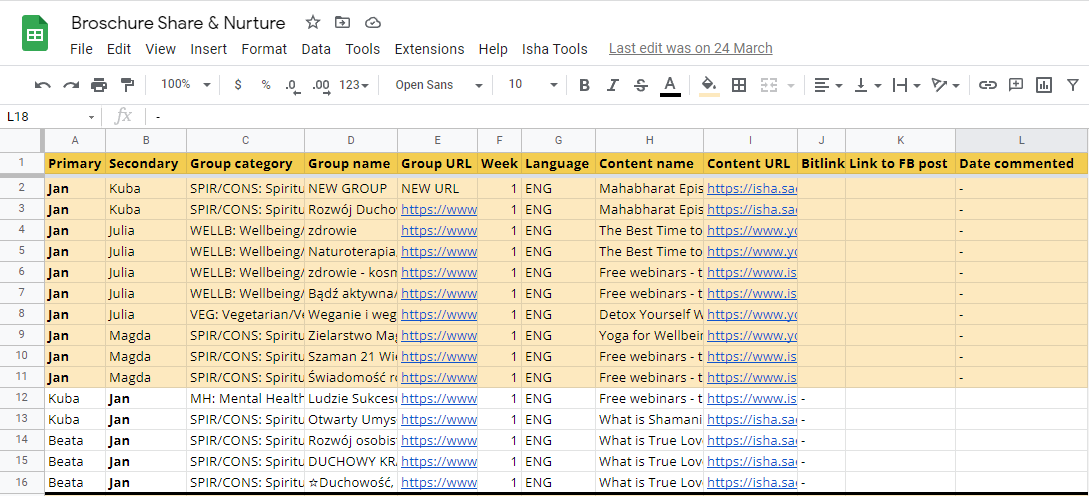 Broschure Share & Nurture
File Edit View Insert Format Data Tools Extensions Help Isha Tools Last edit was on 24 March
100% $ % .0 .00 123 Open Sans 10 B I S A
L18 fx -
A B C D E F G H I J K L
1 Primary Secondary Group category Group name Group URL Week Language Content name Content URL Bitlink Link to FB post Date commented
2 Jan Kuba SPIR/CONS: Spiritu NEW GROUP NEW URL 1 ENG Mahabharat Epis https://isha.sa -
3 Jan Kuba SPIR/CONS: Spiritu Rozwój Ducho https://www 1 ENG Mahabharat Epis https://isha.sa -
4 Jan Julia WELLB: Wellbeing/ zdrowie https://www 1 ENG The Best Time to https://www.yo -
5 Jan Julia WELLB: Wellbeing/ Naturoterapia, https://www 1 ENG The Best Time to https://www.yo -
6 Jan Julia WELLB: Wellbeing/ zdrowie - kosm https://www 1 ENG Free webinars - t https://www.is -
7 Jan Julia WELLB: Wellbeing/ Bądź aktywna/ https://www 1 ENG Free webinars - t https://www.is -
8 Jan Julia VEG: Vegetarian/Ve Weganie i weg https://www 1 ENG Detox Yourself W https://www.yo -
9 Jan Magda SPIR/CONS: Spiritu Zielarstwo Mag https://www 1 ENG Yoga for Wellbei https://www.yo -
10 Jan Magda SPIR/CONS: Spiritu Szaman 21 Wie https://www 1 ENG Free webinars - t https://www.is -
11 Jan Magda SPIR/CONS: Spiritu Świadomość ro https://www 1 ENG Free webinars - t https://www.is -
12 Kuba Jan MH: Mental Health Ludzie Sukcesu https://www 1 ENG Free webinars - t https://www.is -
13 Kuba Jan SPIR/CONS: Spiritu Otwarty Umys https://www 1 ENG What is Shamani https://isha.sa -
14 Beata Jan SPIR/CONS: Spiritu Rozwój osobis https://www 1 ENG What is True Lov https://isha.sa -
15 Beata Jan SPIR/CONS: Spiritu DUCHOWY KR https://www 1 ENG What is True Lov https://isha.sa -
16 Beata Jan SPIR/CONS: Spiritu ☆Duchowość, https://www 1 ENG What is True Lov https://isha.sa -